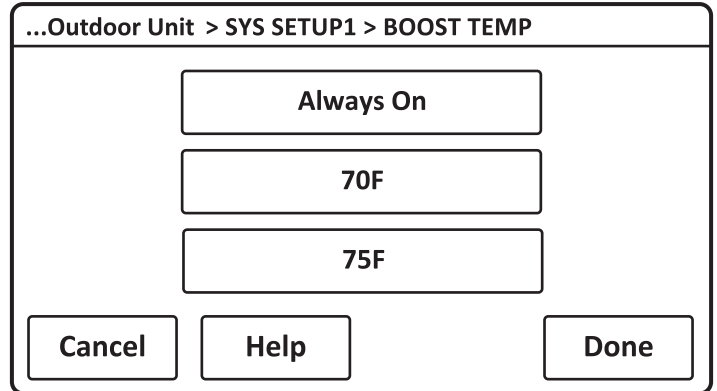 ...Outdoor Unit > SYS SETUP1 > BOOST TEMP
Always On
70F
75F
Cancel Help Done